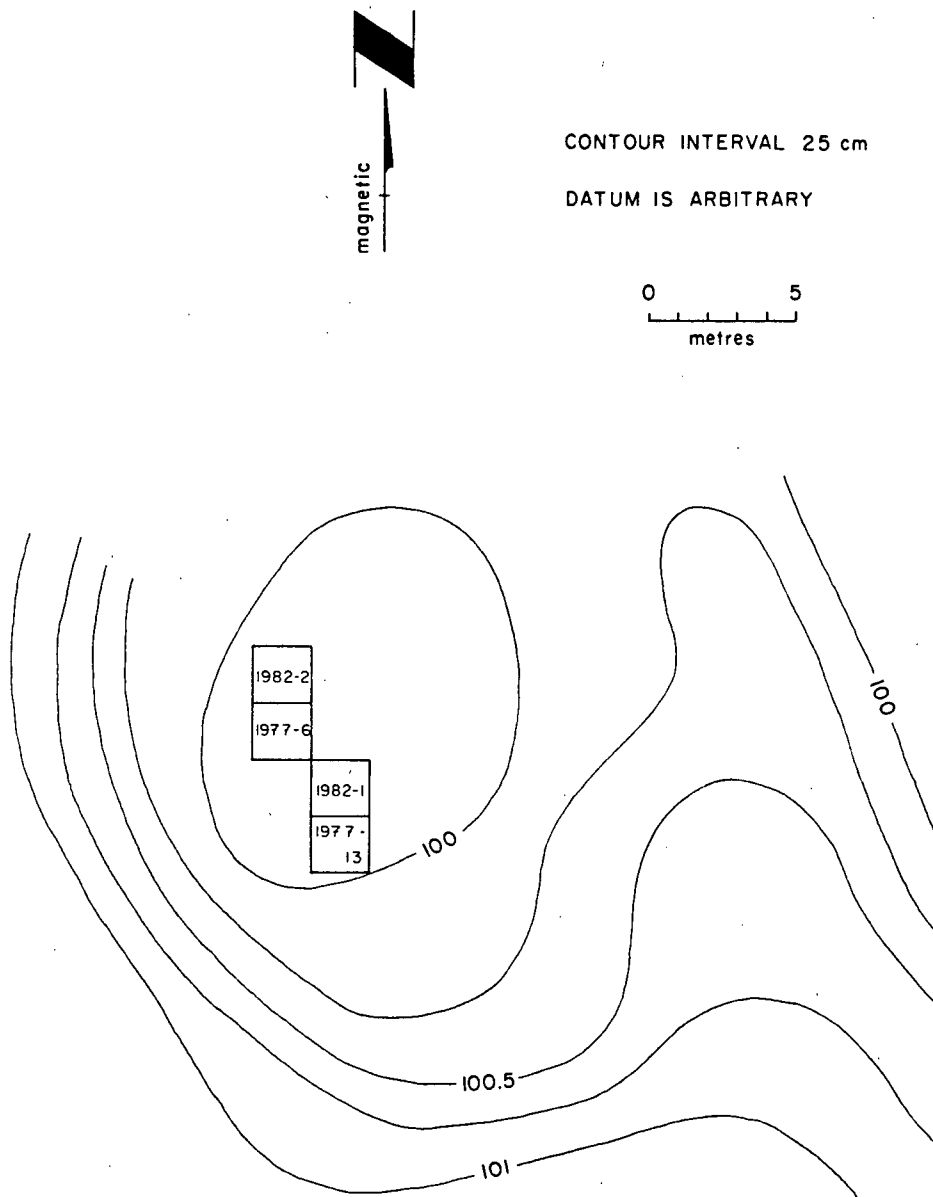 N
magnetic
CONTOUR INTERVAL 25 cm
DATUM IS ARBITRARY
0 5
metres
100
1982-2
1977-6
1982-1
1977-
13
100
100.5
101